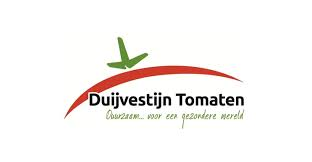 Duijvestijn Tomaten
Duurzaam... voor een gezondere wereld